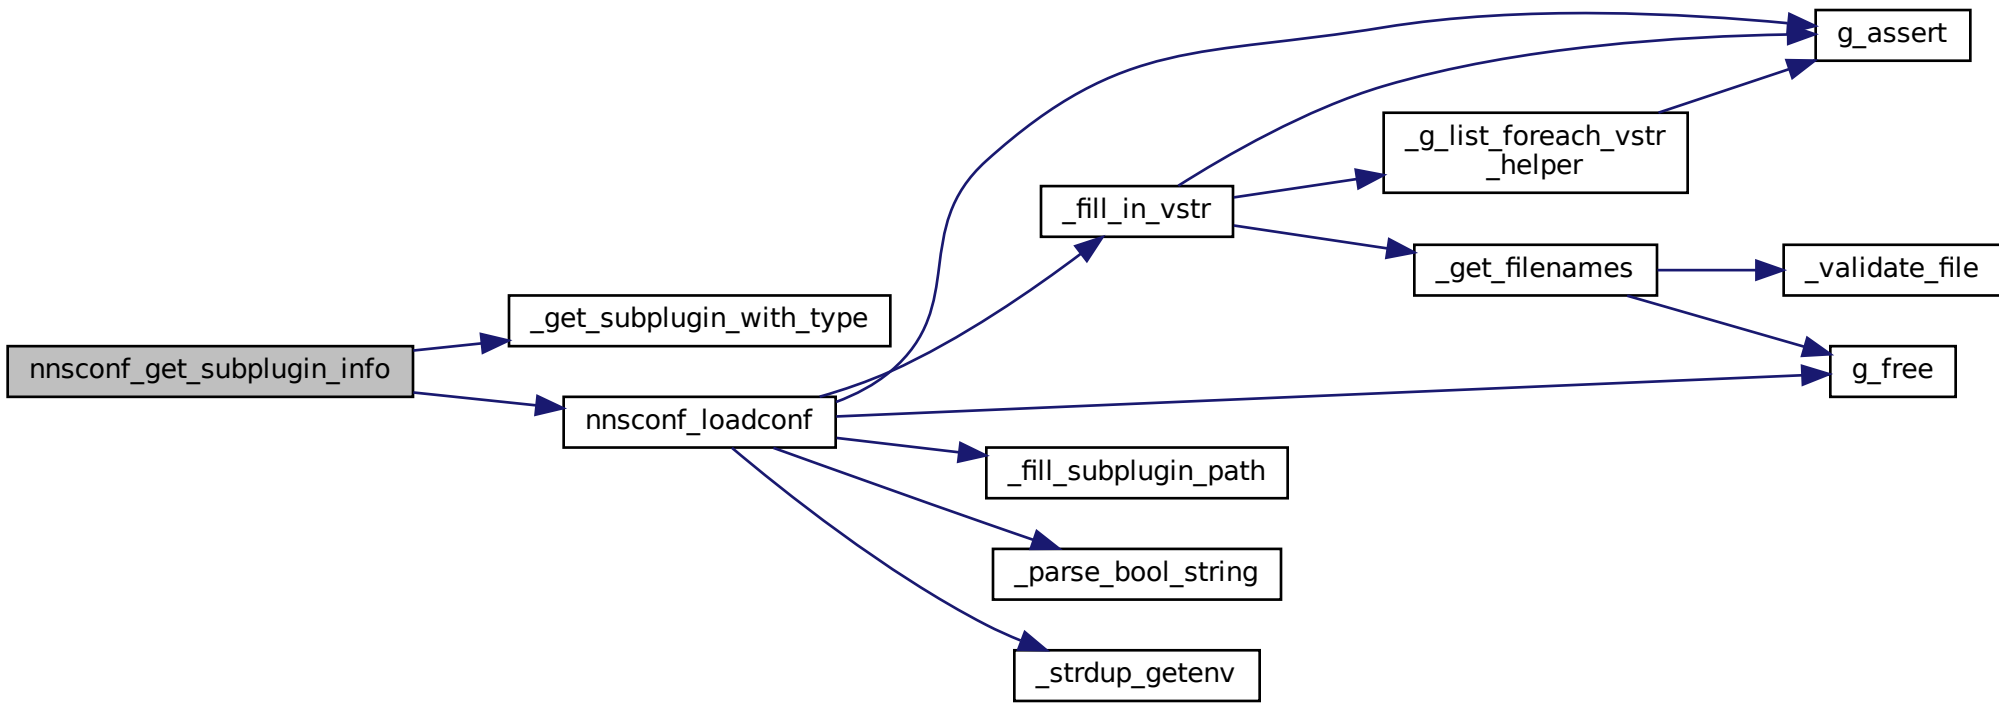 nnsconf_get_subplugin_info
_get_subplugin_with_type
nnsconf_loadconf
_fill_in_vstr
_fill_subplugin_path
_parse_bool_string
_strdup_getenv
_g_list_foreach_vstr
_helper
_get_filenames
g_assert
_validate_file
g_free